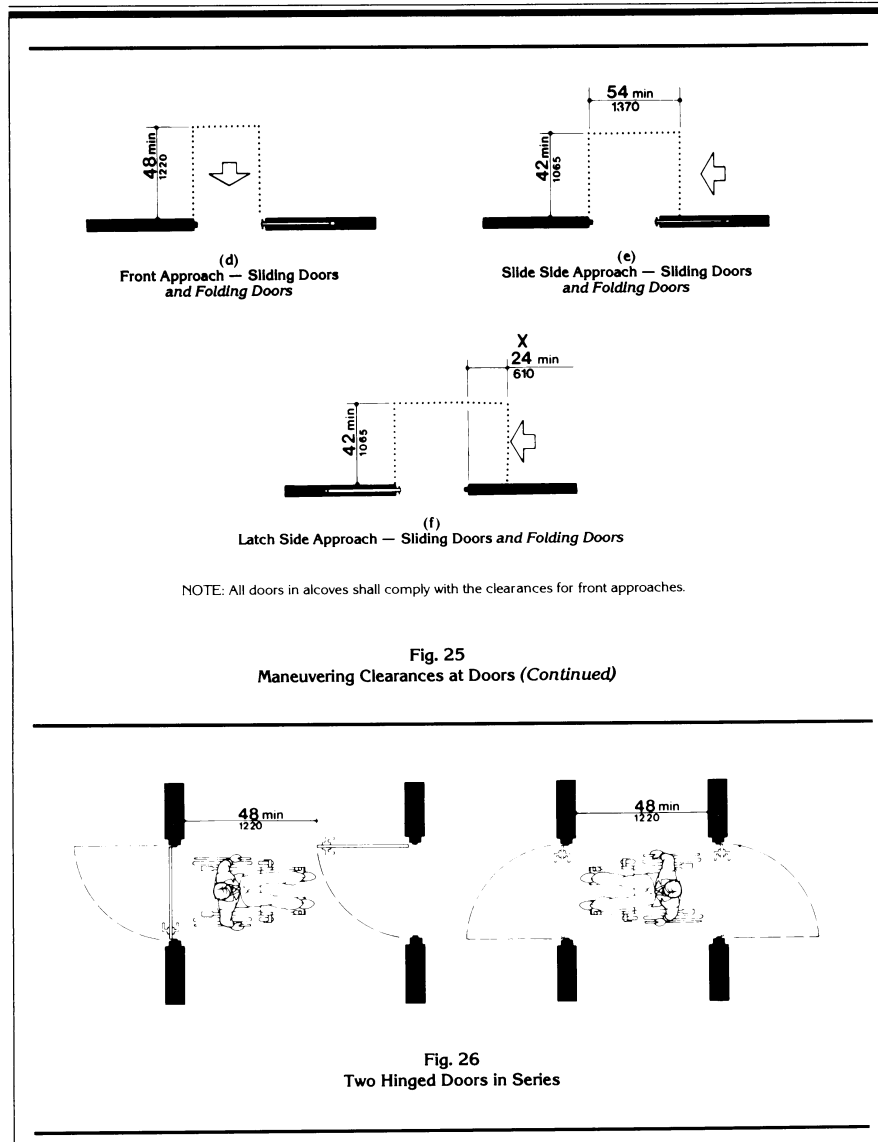 48 min
1220
(d)
Front Approach — Sliding Doors
and Folding Doors
54 min
1370
42 min
1065
(e)
Slide Side Approach — Sliding Doors
and Folding Doors
X
24 min
610
42 min
1065
(f)
Latch Side Approach — Sliding Doors and Folding Doors
NOTE: All doors in alcoves shall comply with the clearances for front approaches.
Fig. 25
Maneuvering Clearances at Doors (Continued)
48 min
1220
48 min
1220
Fig. 26
Two Hinged Doors in Series